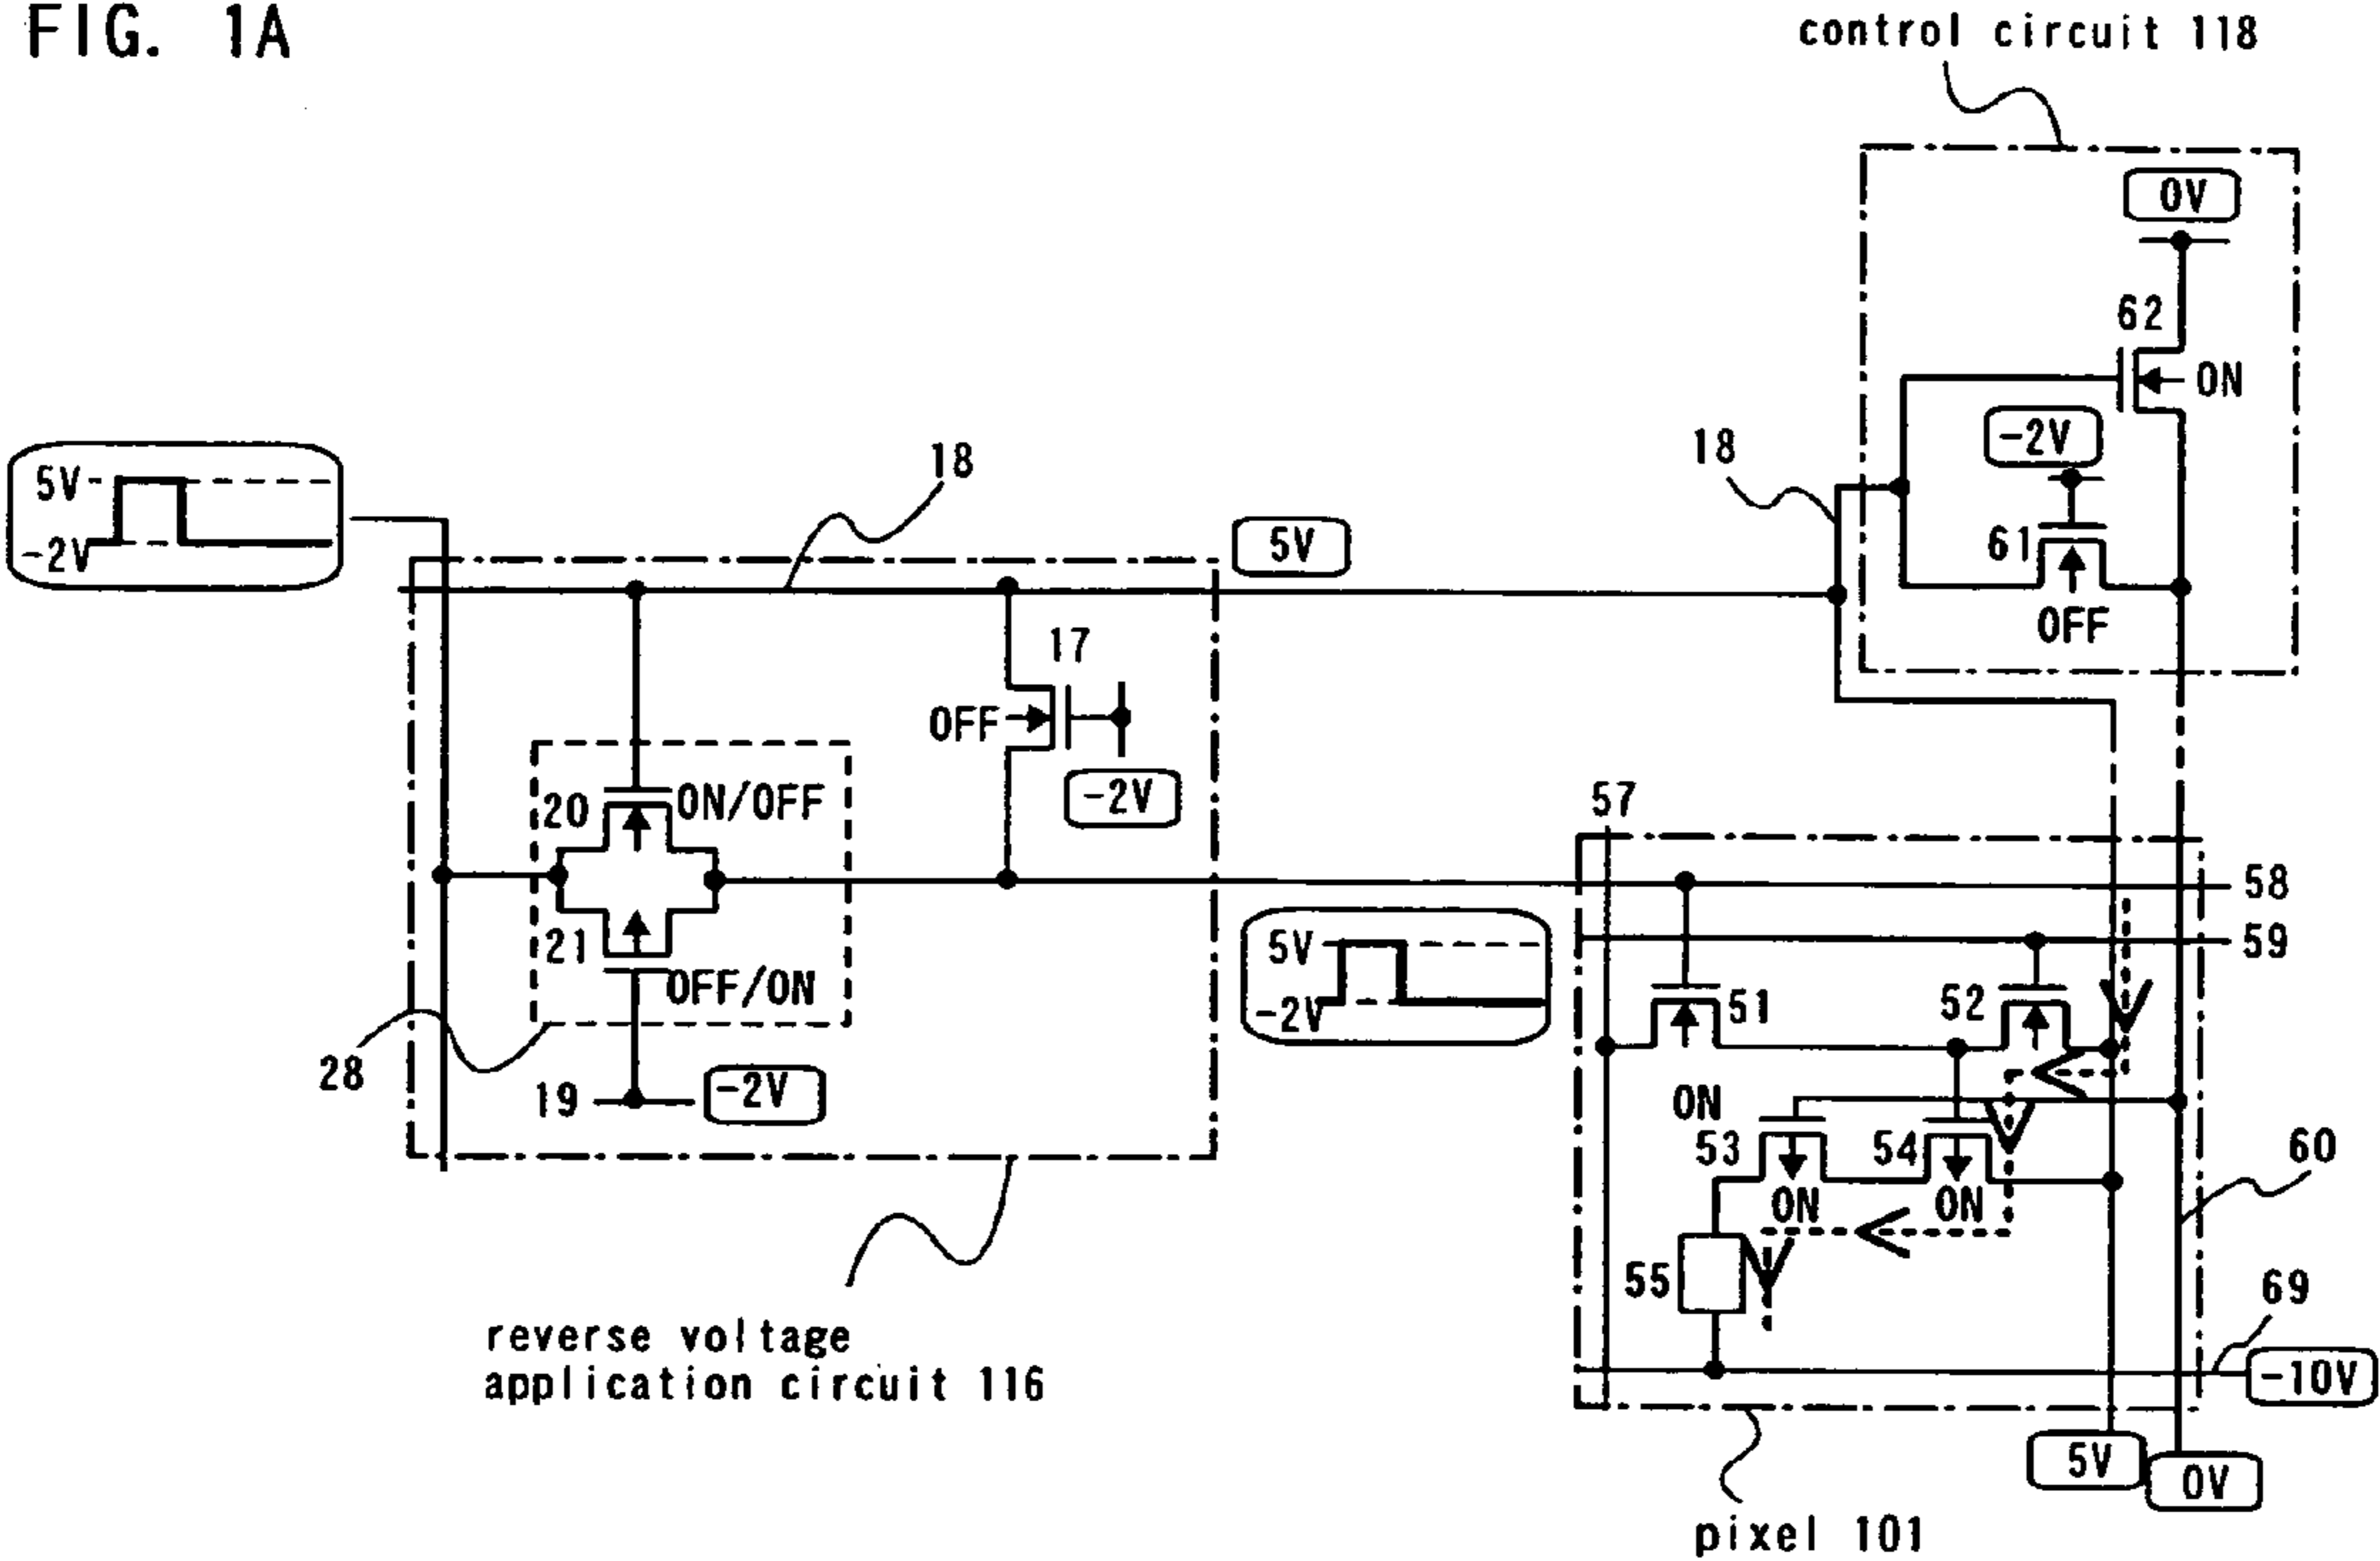 FIG. 1A
control circuit 118
0V
62
ON
-2V
18
61
OFF
5V
-2V
18
5V
17
OFF
-2V
20
ON/OFF
21
OFF/ON
28
19
-2V
reverse voltage
application circuit 116
57
58
59
5V
-2V
51
52
ON
53
54
ON
ON
60
55
69
-10V
5V
0V
pixel 101